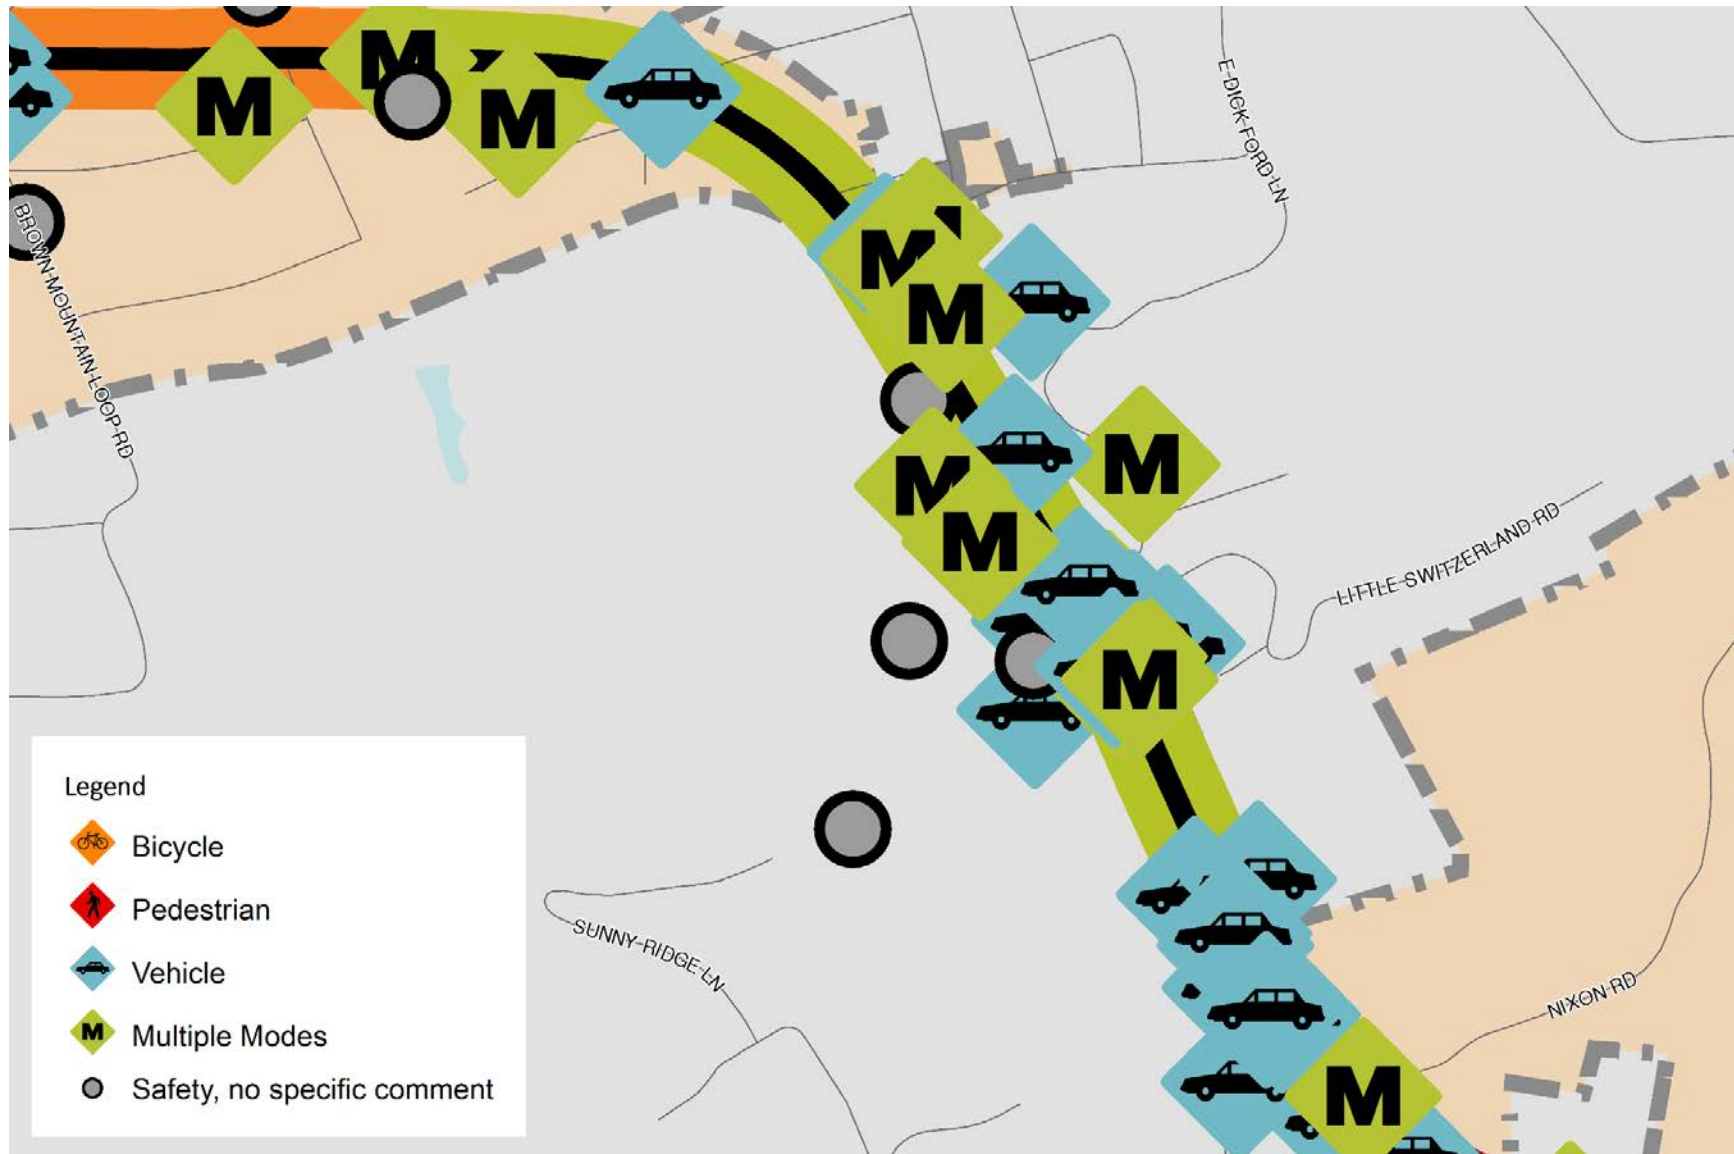 M
M
M
E DICK FORD LN
M
M
BROWN MOUNTAIN LOOP RD
M
M
M
LITTLE SWITZERLAND RD
M
Legend
Bicycle
Pedestrian
Vehicle
M Multiple Modes
Safety, no specific comment
SUNNY RIDGE LN
NIXON RD
M